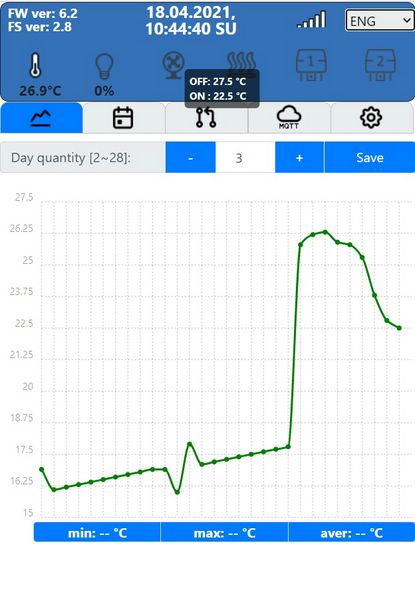 FW ver: 6.2
FS ver: 2.8
18.04.2021,
10:44:40 SU
ENG
1
2
OFF: 27.5 °C
ON : 22.5 °C
26.9°C
0%
MQTT
Day quantity [2~28]:
-
3
+
Save
27.5
26.25
25
23.75
22.5
21.25
20
18.75
17.5
16.25
15
min: -- °C
max: -- °C
aver: -- °C